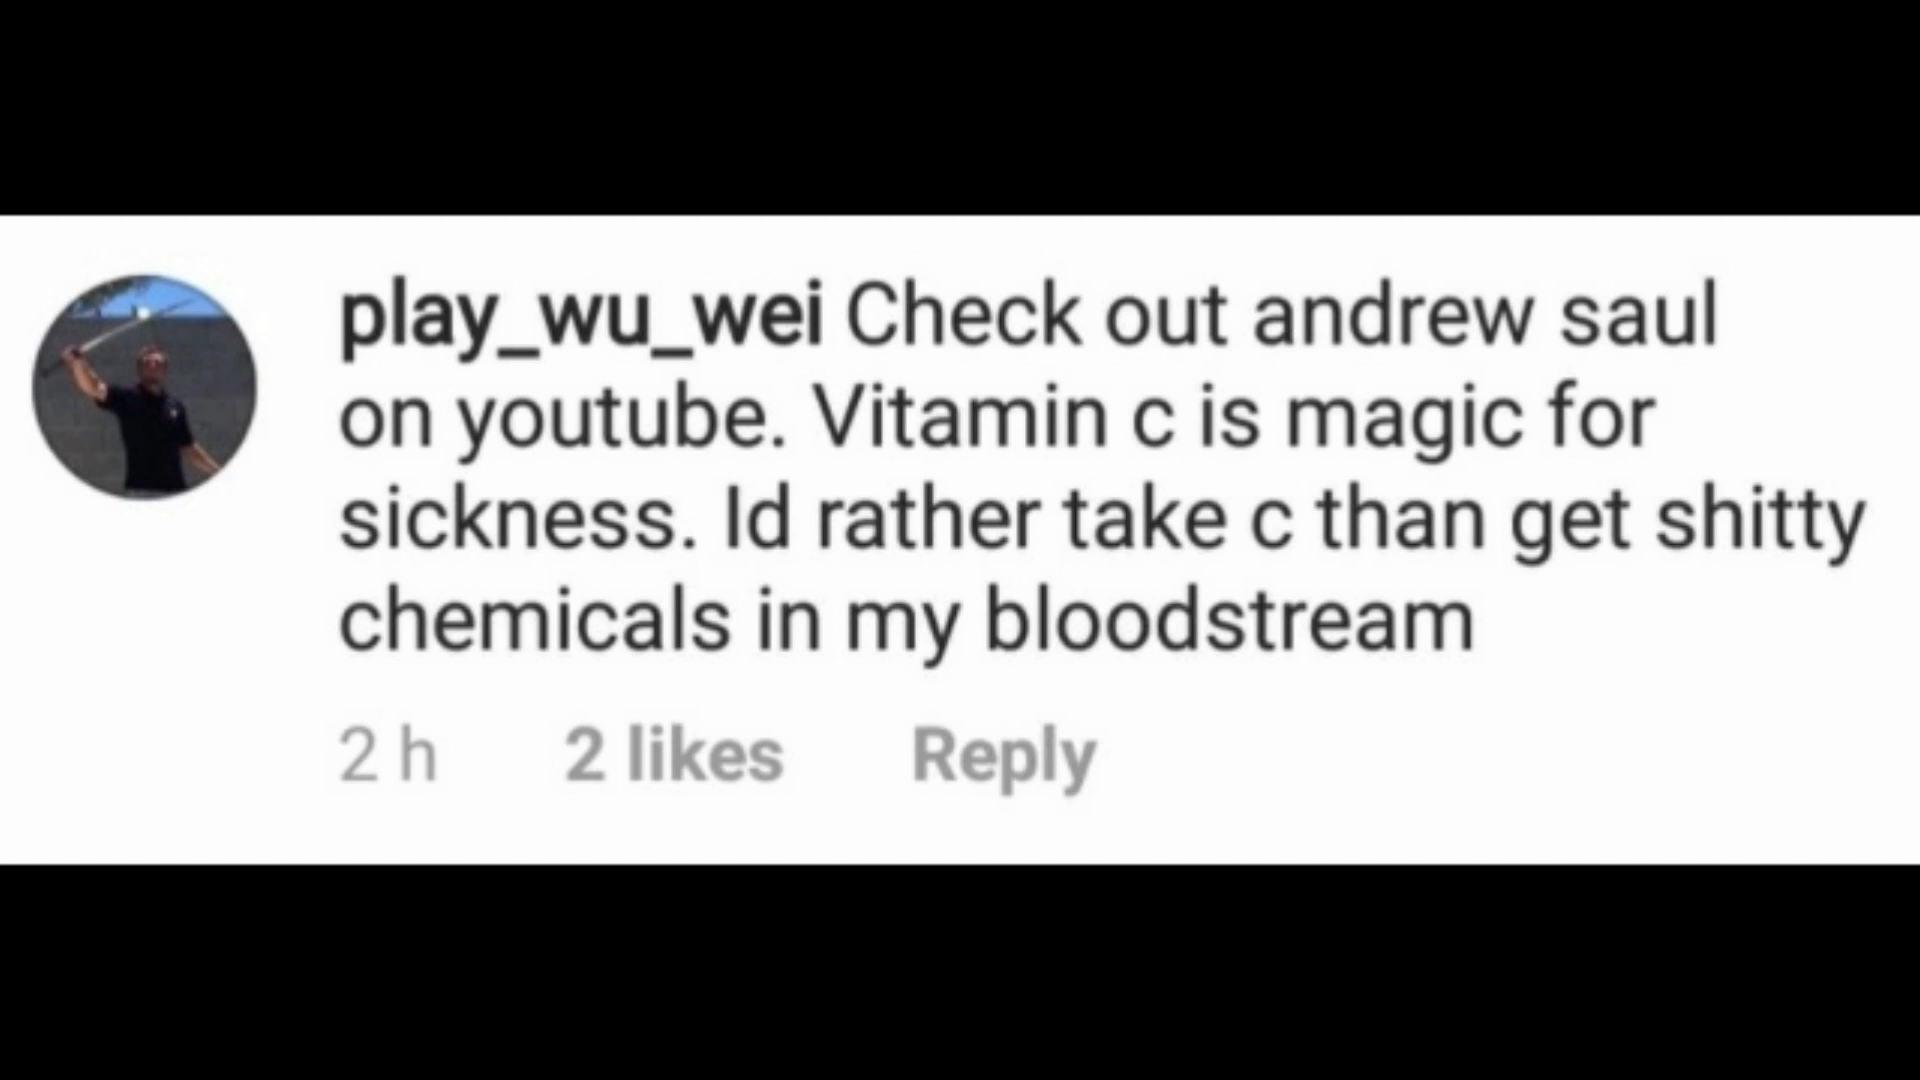 play_wu_wei Check out andrew saul
on youtube. Vitamin c is magic for
sickness. Id rather take c than get shitty
chemicals in my bloodstream
2 h 2 likes Reply